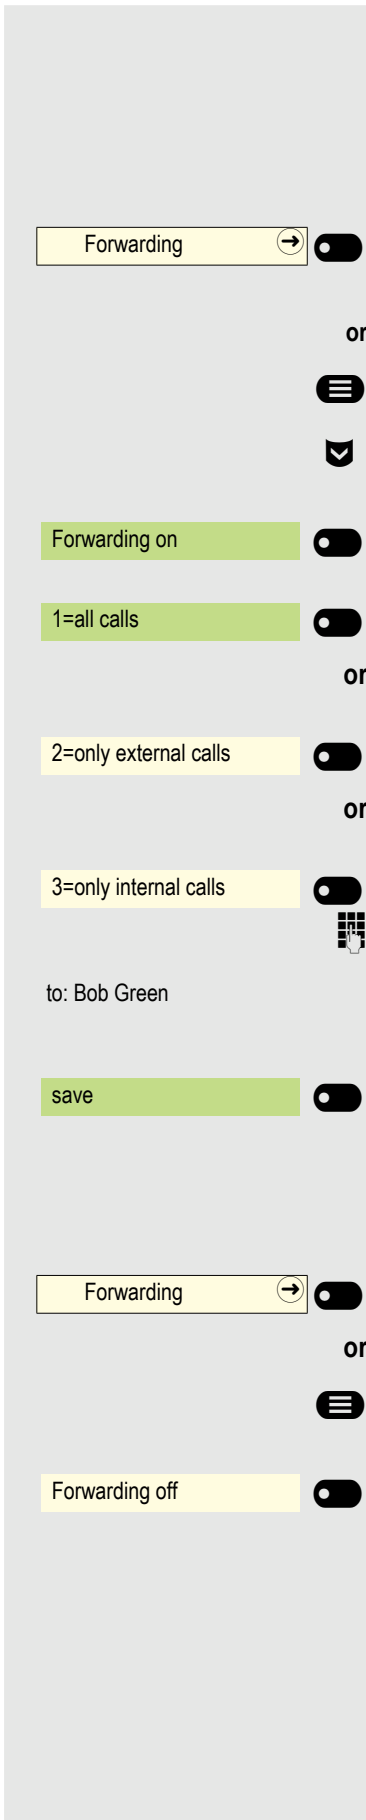 Forwarding
or
Forwarding on
1=all calls
or
2=only external calls
or
3=only internal calls
to: Bob Green
save
Forwarding
or
Forwarding off